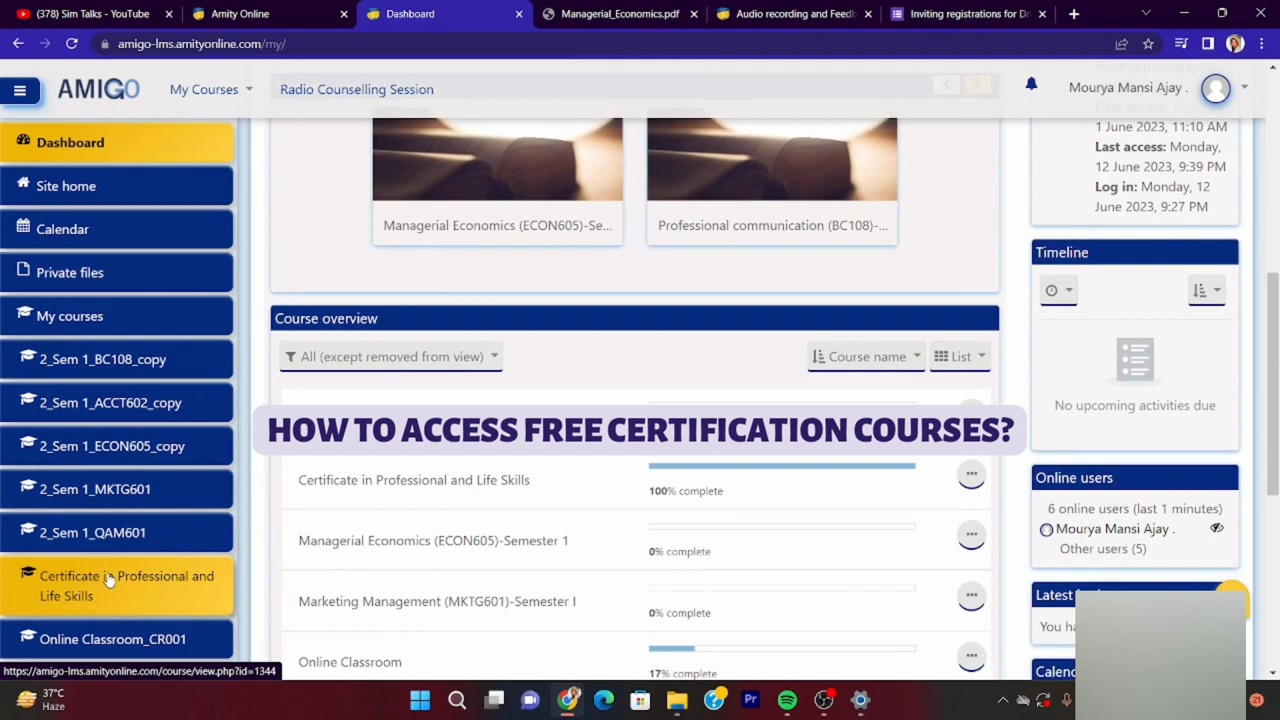 (378) Sim Talks - YouTube
Amity Online
Dashboard
Managerial_Economics.pdf
Audio recording and Feedb
Inviting registrations for Dr
amigo-lms.amityonline.com/my/
AMIGO
My Courses
Radio Counselling Session
Mourya Mansi Ajay .
First access:
1 June 2023, 11:10 AM
Last access: Monday,
12 June 2023, 9:39 PM
Log in: Monday, 12
June 2023, 9:27 PM
Dashboard
Site home
Calendar
Private files
My courses
2_Sem 1_BC108_copy
2_Sem 1_ACCT602_copy
2_Sem 1_ECON605_copy
2_Sem 1_MKTG601
2_Sem 1_QAM601
Certificate in Professional and
Life Skills
Online Classroom_CR001
Managerial Economics (ECON605)-Se...
Professional communication (BC108)-...
Course overview
All (except removed from view)
Course name
List
HOW TO ACCESS FREE CERTIFICATION COURSES?
Certificate in Professional and Life Skills
100% complete
Managerial Economics (ECON605)-Semester 1
0% complete
Marketing Management (MKTG601)-Semester I
0% complete
Online Classroom
17% complete
Timeline
No upcoming activities due
Online users
6 online users (last 1 minutes)
Mourya Mansi Ajay .
Other users (5)
Latest
You ha
Calend
https://amigo-lms.amityonline.com/course/view.php?id=1344
37°C
Haze
Pr
21